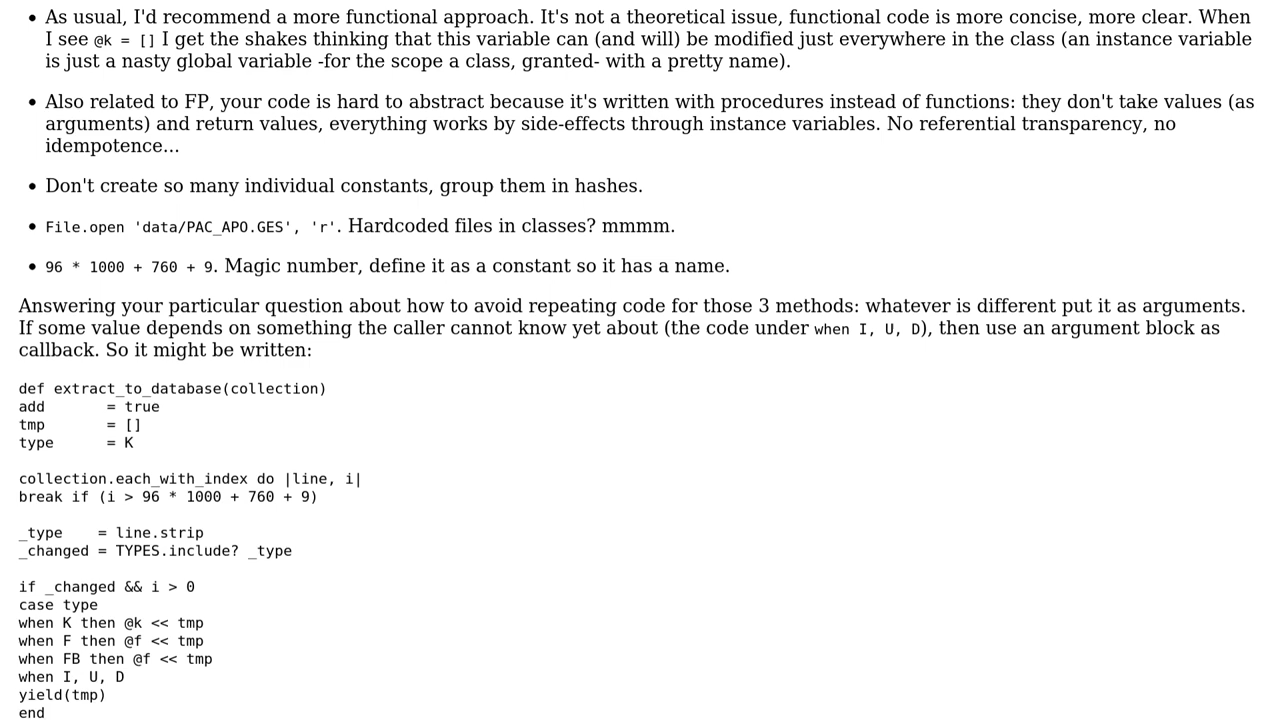 As usual, I'd recommend a more functional approach. It's not a theoretical issue, functional code is more concise, more clear. When
I see @k = [] I get the shakes thinking that this variable can (and will) be modified just everywhere in the class (an instance variable
is just a nasty global variable -for the scope a class, granted- with a pretty name).
Also related to FP, your code is hard to abstract because it's written with procedures instead of functions: they don't take values (as
arguments) and return values, everything works by side-effects through instance variables. No referential transparency, no
idempotence...
Don't create so many individual constants, group them in hashes.
File.open 'data/PAC_APO.GES', 'r'. Hardcoded files in classes? mmmm.
96 * 1000 + 760 + 9. Magic number, define it as a constant so it has a name.
Answering your particular question about how to avoid repeating code for those 3 methods: whatever is different put it as arguments.
If some value depends on something the caller cannot know yet about (the code under when I, U, D), then use an argument block as
callback. So it might be written:
def extract_to_database(collection)
add       = true
tmp       = []
type      = K
collection.each_with_index do |line, i|
break if (i > 96 * 1000 + 760 + 9)
_type    = line.strip
_changed = TYPES.include? _type
if _changed && i > 0
case type
when K then @k << tmp
when F then @f << tmp
when FB then @f << tmp
when I, U, D
yield(tmp)
end